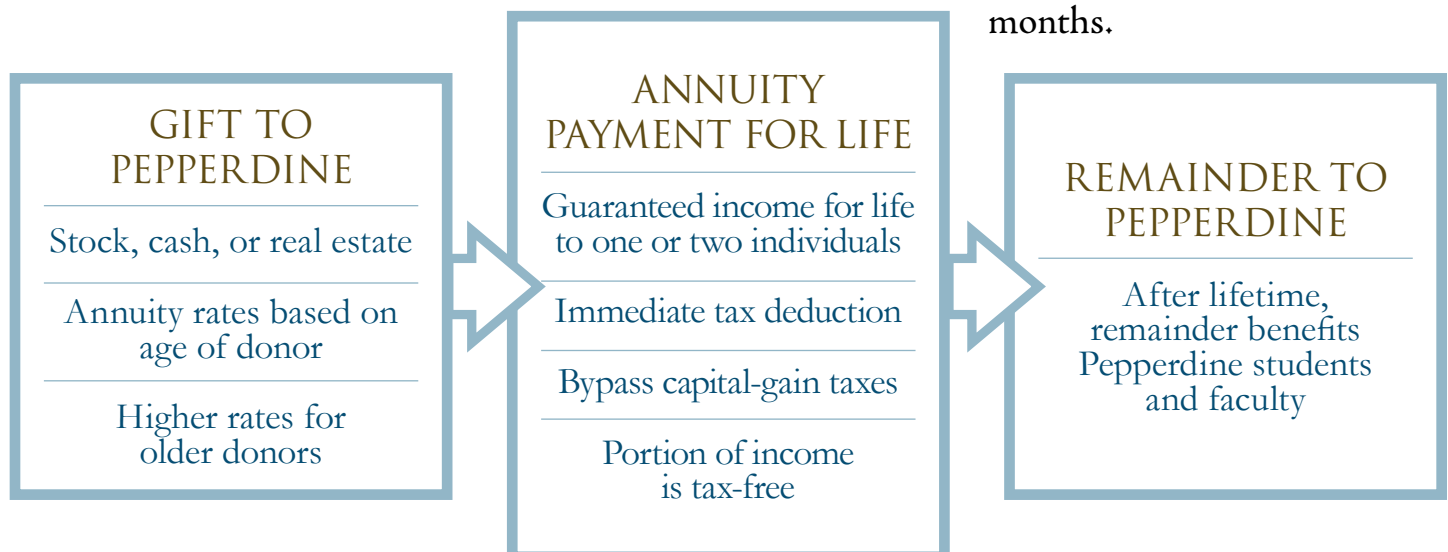 months.
GIFT TO
PEPPERDINE
Stock, cash, or real estate
Annuity rates based on
age of donor
Higher rates for
older donors
ANNUITY
PAYMENT FOR LIFE
Guaranteed income for life
to one or two individuals
Immediate tax deduction
Bypass capital-gain taxes
Portion of income
is tax-free
REMAINDER TO
PEPPERDINE
After lifetime,
remainder benefits
Pepperdine students
and faculty